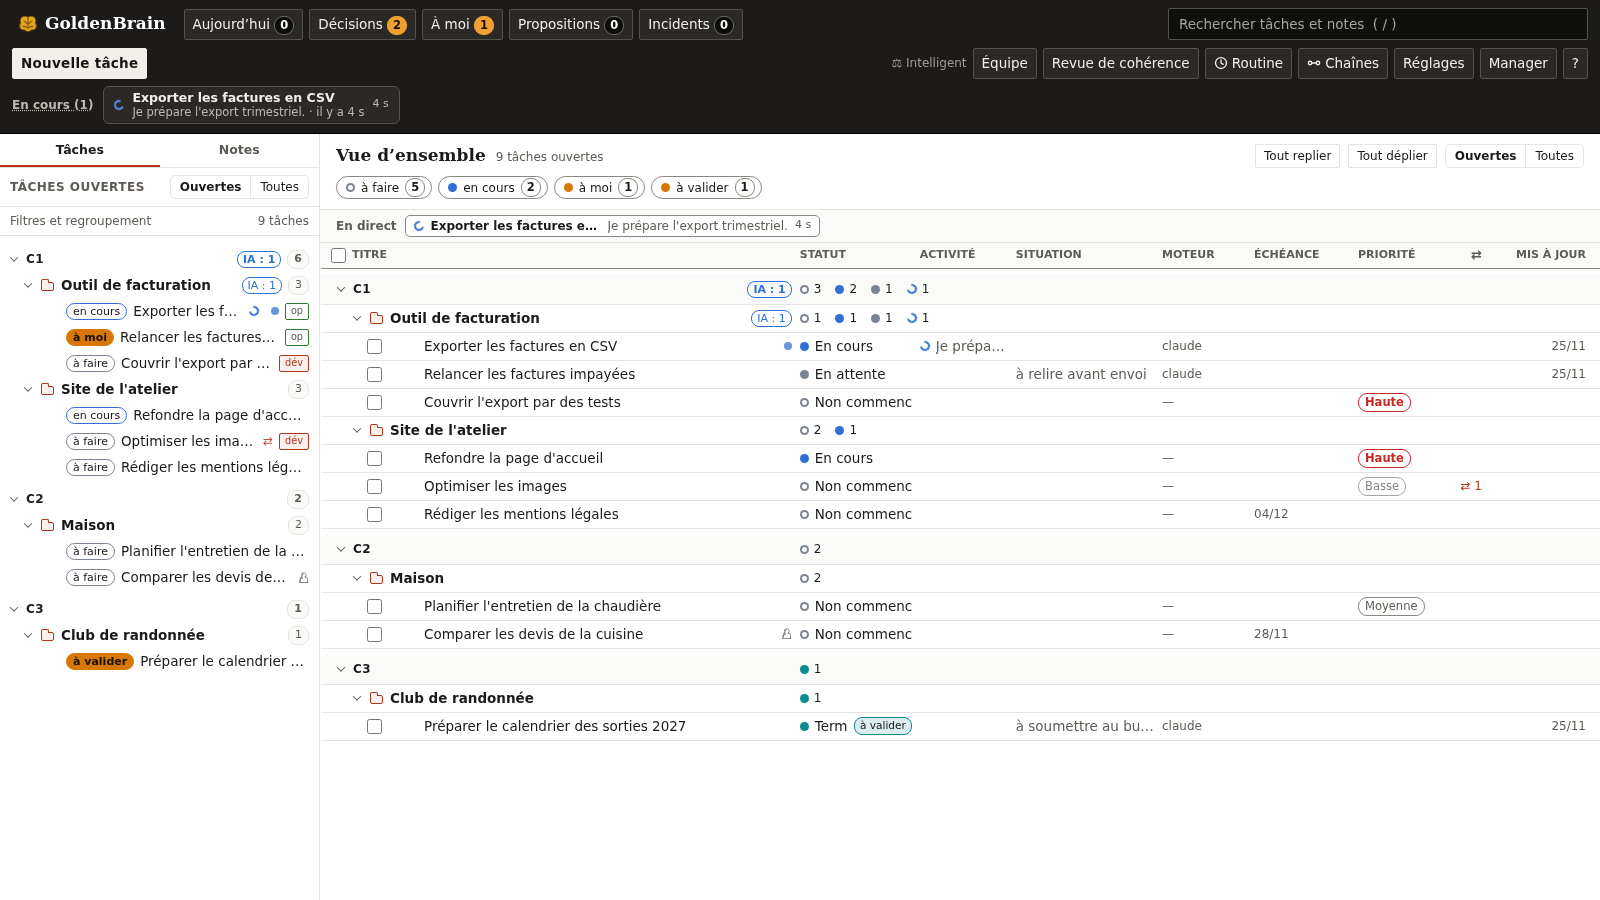 GoldenBrain
Aujourd’hui 0
Décisions 2
À moi 1
Propositions 0
Incidents 0
Rechercher tâches et notes ( / )
Nouvelle tâche
Intelligent
Équipe
Revue de cohérence
Routine
Chaînes
Réglages
Manager
?
En cours (1)
Exporter les factures en CSV
Je prépare l'export trimestriel. · il y a 4 s
4 s
Tâches
Notes
TÂCHES OUVERTES
Ouvertes
Toutes
Filtres et regroupement
9 tâches
C1 IA : 1 6
Outil de facturation IA : 1 3
en cours Exporter les f… op
à moi Relancer les factures… op
à faire Couvrir l'export par … dév
Site de l'atelier 3
en cours Refondre la page d'acc…
à faire Optimiser les ima… ⇄ dév
à faire Rédiger les mentions lég…
C2 2
Maison 2
à faire Planifier l'entretien de la …
à faire Comparer les devis de…
C3 1
Club de randonnée 1
à valider Préparer le calendrier …
Vue d’ensemble 9 tâches ouvertes
Tout replier
Tout déplier
Ouvertes
Toutes
à faire 5
en cours 2
à moi 1
à valider 1
En direct
Exporter les factures e… Je prépare l'export trimestriel. 4 s
TITRE STATUT ACTIVITÉ SITUATION MOTEUR ÉCHÉANCE PRIORITÉ ⇄ MIS À JOUR
C1 IA : 1 3 2 1 1
Outil de facturation IA : 1 1 1 1 1
Exporter les factures en CSV En cours Je prépa… claude 25/11
Relancer les factures impayées En attente à relire avant envoi claude 25/11
Couvrir l'export par des tests Non commenc — Haute
Site de l'atelier 2 1
Refondre la page d'accueil En cours — Haute
Optimiser les images Non commenc — Basse ⇄ 1
Rédiger les mentions légales Non commenc — 04/12
C2 2
Maison 2
Planifier l'entretien de la chaudière Non commenc — Moyenne
Comparer les devis de la cuisine Non commenc — 28/11
C3 1
Club de randonnée 1
Préparer le calendrier des sorties 2027 Term à valider à soumettre au bu… claude 25/11